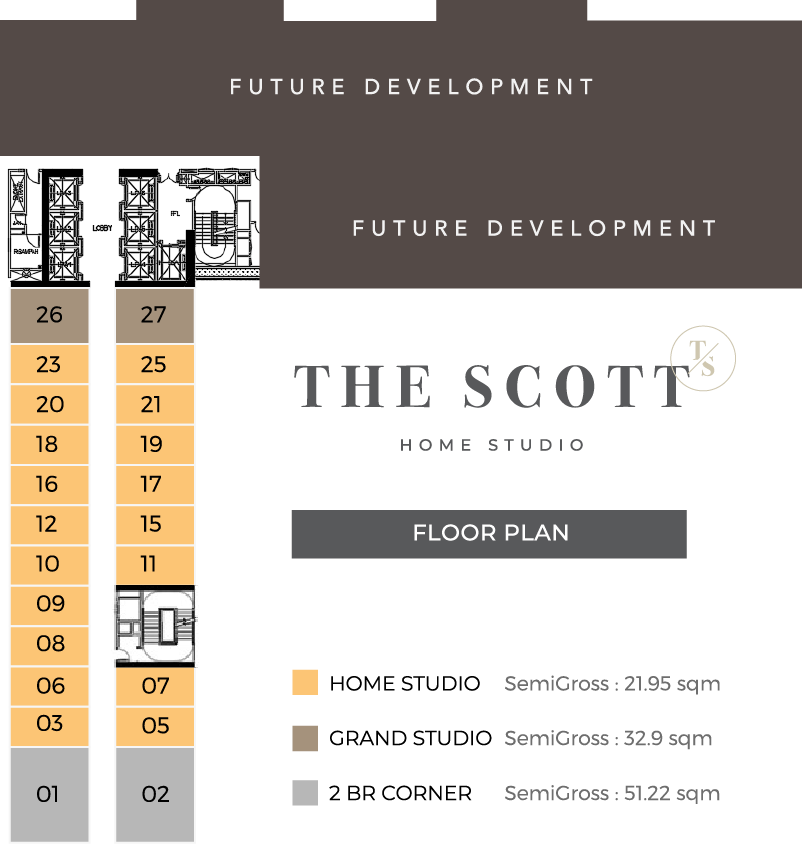 FUTURE DEVELOPMENT
FUTURE DEVELOPMENT
LOBBY
PFL
R.SAMPAH
26 27
23 25
20 21
18 19
16 17
12 15
10 11
09
08
06 07
03 05
01 02
THE SCOTT
T/S
HOME STUDIO
FLOOR PLAN
HOME STUDIO SemiGross : 21.95 sqm
GRAND STUDIO SemiGross : 32.9 sqm
2 BR CORNER SemiGross : 51.22 sqm